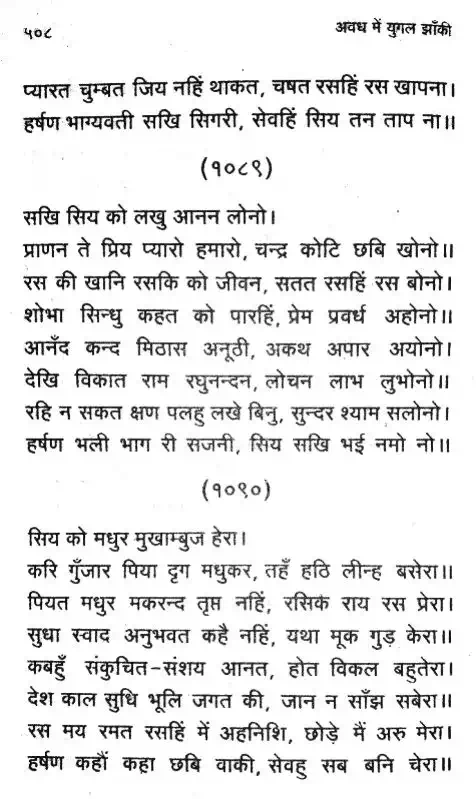 ५०८
अवध में युगल झाँकी
प्यारत चुम्बत जिय नहिं थाकत, चषत रसहिं रस खापना।
हर्षण भाग्यवती सखि सिगरी, सेवहिं सिय तन ताप ना॥
(१०८९)
सखि सिय को लखु आनन लोनो।
प्राणन ते प्रिय प्यारो हमारो, चन्द्र कोटि छबि खोनो॥
रस की खानि रसकि को जीवन, सतत रसहिं रस बोनो।
शोभा सिन्धु कहत को पारहिं, प्रेम प्रवर्ध अहोनो॥
आनँद कन्द मिठास अनूठी, अकथ अपार अयोनो।
देखि विकात राम रघुनन्दन, लोचन लाभ लुभोनो॥
रहि न सकत क्षण पलहु लखे बिनु, सुन्दर श्याम सलोनो।
हर्षण भली भाग री सजनी, सिय सखि भई नमो नो॥
(१०९०)
सिय को मधुर मुखाम्बुज हेरा।
करि गुँजार पिया दृग मधुकर, तहँ हठि लीन्ह बसेरा॥
पियत मधुर मकरन्द तृप्त नहिं, रसिक राय रस प्रेरा।
सुधा स्वाद अनुभवत कहै नहिं, यथा मूक गुड़ केरा॥
कबहुँ संकुचित-संशय आनत, होत विकल बहुतेरा।
देश काल सुधि भूलि जगत की, जान न साँझ सबेरा॥
रस मय रमत रसहिं में अहनिशि, छोड़े मैं अरु मेरा।
हर्षण कहौं कहा छबि वाकी, सेवहु सब बनि चेरा॥